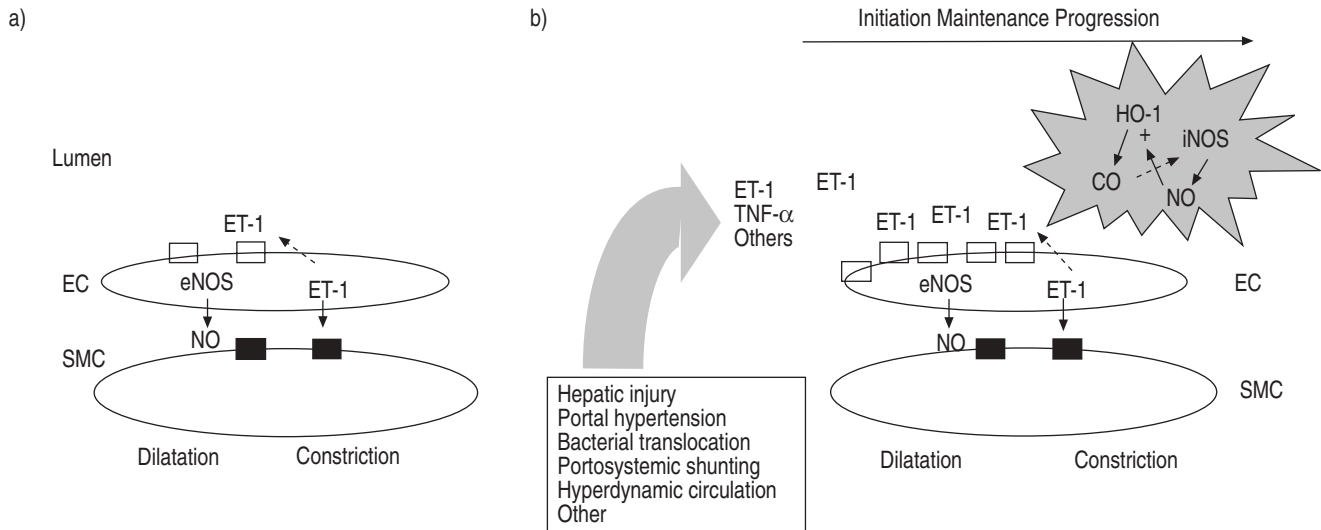 a)
Lumen
ET-1
EC
eNOS
ET-1
NO
SMC
Dilatation
Constriction
b)
Initiation Maintenance Progression
HO-1
+
iNOS
CO
NO
ET-1
TNF-α
Others
ET-1
ET-1
ET-1
ET-1
eNOS
ET-1
EC
NO
SMC
Hepatic injury
Portal hypertension
Bacterial translocation
Portosystemic shunting
Hyperdynamic circulation
Other
Dilatation
Constriction